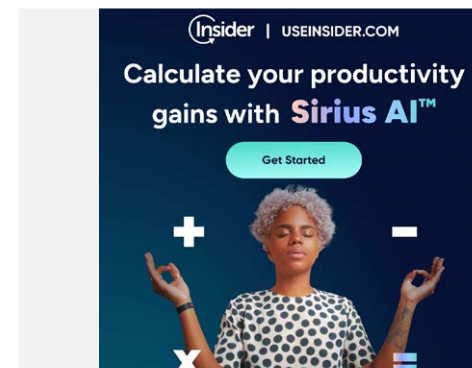 Insider | USEINSIDER.COM
Calculate your productivity
gains with Sirius AI™
Get Started
+ −
x =